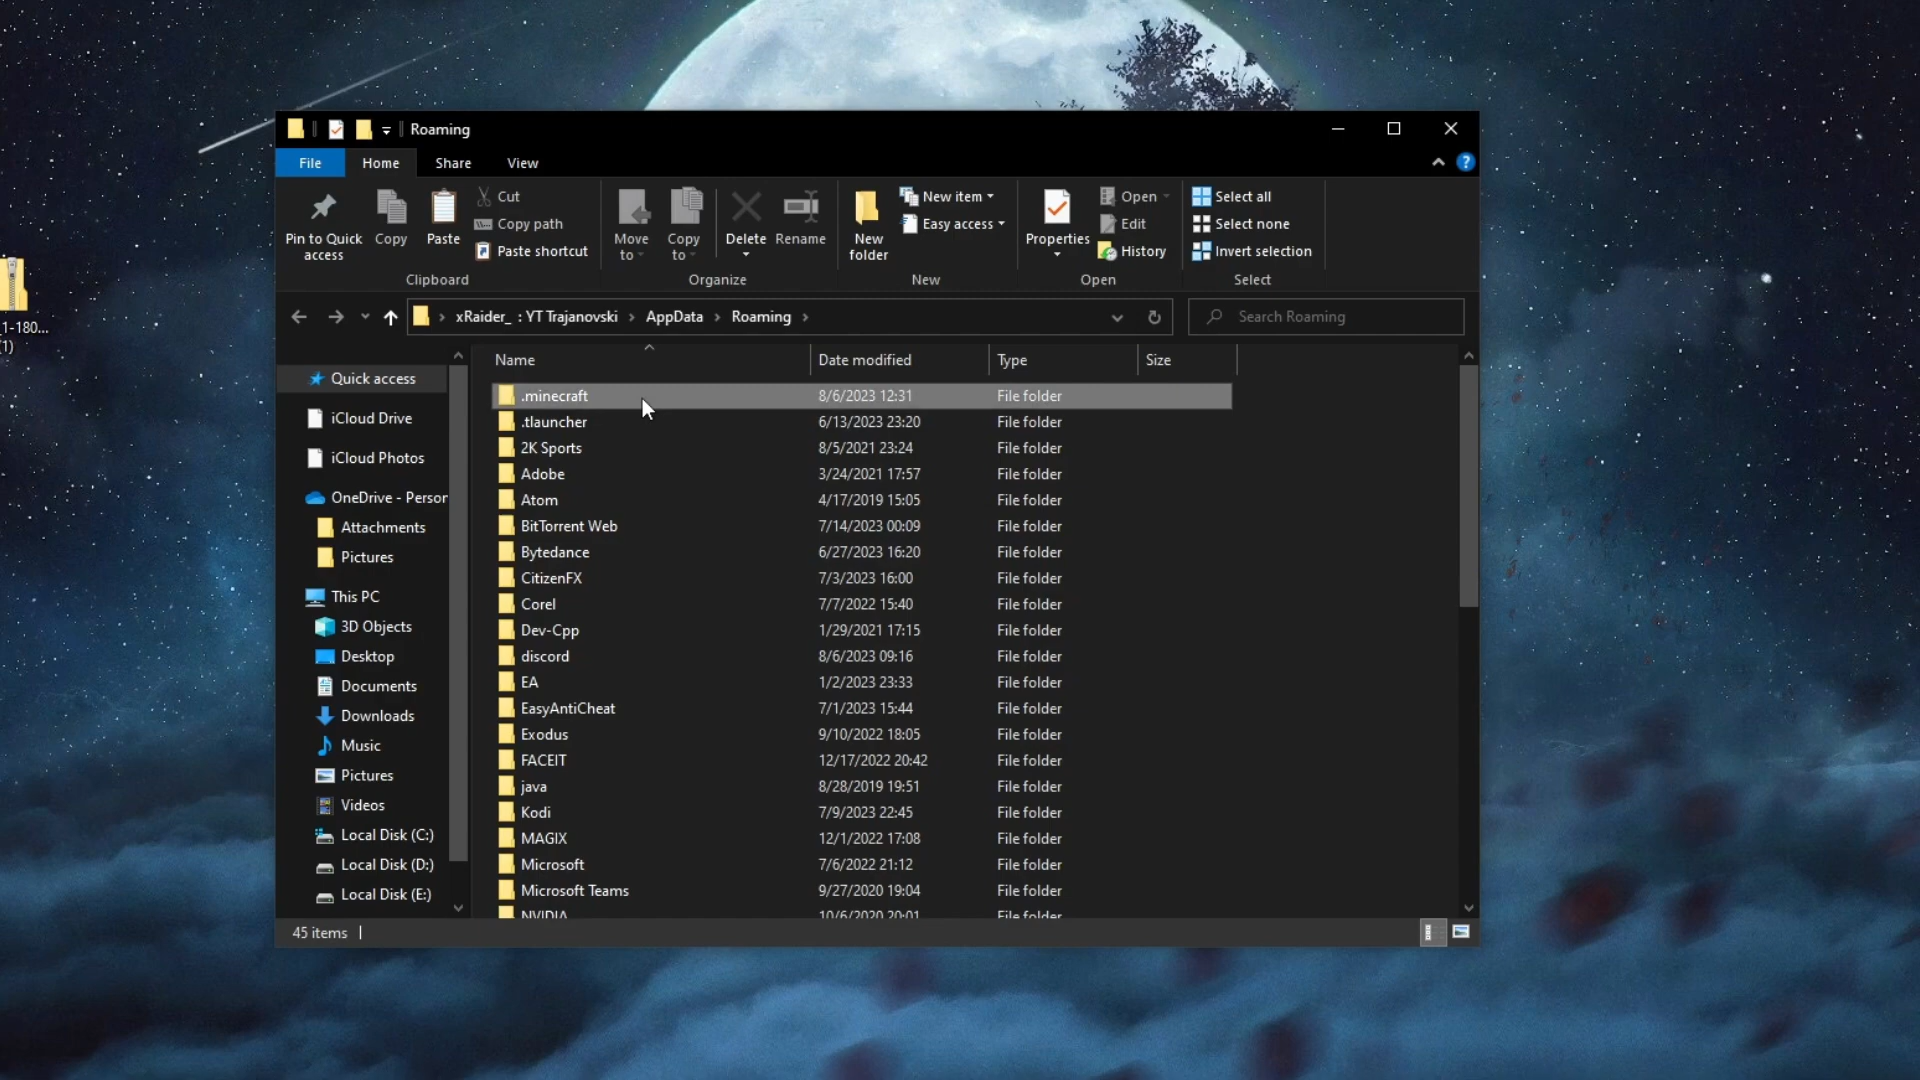 Roaming
File Home Share View
Pin to Quick access
Copy
Paste
Cut
Copy path
Paste shortcut
Clipboard
Move to
Copy to
Delete
Rename
Organize
New folder
New item
Easy access
New
Properties
Open
Edit
History
Open
Select all
Select none
Invert selection
Select
xRaider_ : YT Trajanovski › AppData › Roaming ›
Search Roaming
1-180...
(1)
Quick access
iCloud Drive
iCloud Photos
OneDrive - Person
Attachments
Pictures
This PC
3D Objects
Desktop
Documents
Downloads
Music
Pictures
Videos
Local Disk (C:)
Local Disk (D:)
Local Disk (E:)
Name Date modified Type Size
.minecraft 8/6/2023 12:31 File folder
.tlauncher 6/13/2023 23:20 File folder
2K Sports 8/5/2021 23:24 File folder
Adobe 3/24/2021 17:57 File folder
Atom 4/17/2019 15:05 File folder
BitTorrent Web 7/14/2023 00:09 File folder
Bytedance 6/27/2023 16:20 File folder
CitizenFX 7/3/2023 16:00 File folder
Corel 7/7/2022 15:40 File folder
Dev-Cpp 1/29/2021 17:15 File folder
discord 8/6/2023 09:16 File folder
EA 1/2/2023 23:33 File folder
EasyAntiCheat 7/1/2023 15:44 File folder
Exodus 9/10/2022 18:05 File folder
FACEIT 12/17/2022 20:42 File folder
java 8/28/2019 19:51 File folder
Kodi 7/9/2023 22:45 File folder
MAGIX 12/1/2022 17:08 File folder
Microsoft 7/6/2022 21:12 File folder
Microsoft Teams 9/27/2020 19:04 File folder
NVIDIA 10/6/2020 20:01 File folder
45 items